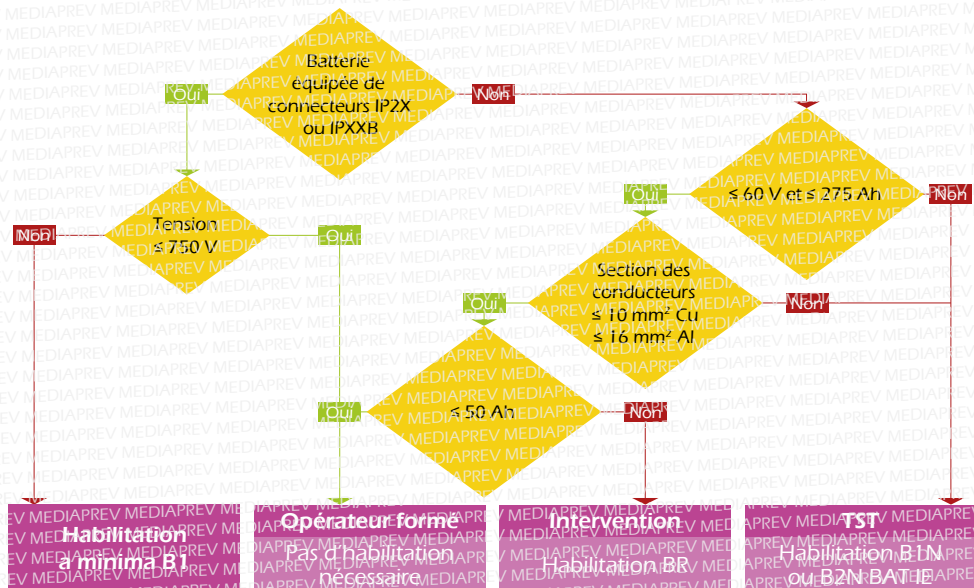 Batterie
équipée de
connecteurs IP2X
ou IPXXB
Oui
Non
≤ 60 V et ≤ 275 Ah
Oui
Non
Tension
≤ 750 V
Non
Oui
Section des
conducteurs
≤ 10 mm² Cu
≤ 16 mm² Al
Oui
Non
≤ 50 Ah
Oui
Non
Habilitation
a minima B1
Opérateur formé
Pas d'habilitation
nécessaire
Intervention
Habilitation BR
TST
Habilitation B1N
ou B2N BAT IE
MEDIAPREV